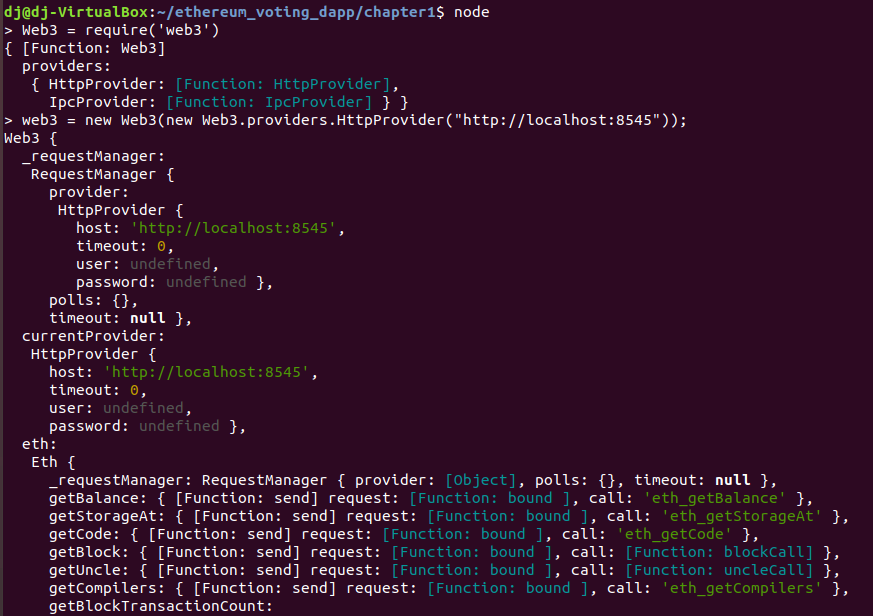 dj@dj-VirtualBox:~/ethereum_voting_dapp/chapter1$ node
> Web3 = require('web3')
{ [Function: Web3]
  providers:
   { HttpProvider: [Function: HttpProvider],
     IpcProvider: [Function: IpcProvider] } }
> web3 = new Web3(new Web3.providers.HttpProvider("http://localhost:8545"));
Web3 {
  _requestManager:
   RequestManager {
     provider:
      HttpProvider {
        host: 'http://localhost:8545',
        timeout: 0,
        user: undefined,
        password: undefined },
     polls: {},
     timeout: null },
  currentProvider:
   HttpProvider {
     host: 'http://localhost:8545',
     timeout: 0,
     user: undefined,
     password: undefined },
  eth:
   Eth {
     _requestManager: RequestManager { provider: [Object], polls: {}, timeout: null },
     getBalance: { [Function: send] request: [Function: bound ], call: 'eth_getBalance' },
     getStorageAt: { [Function: send] request: [Function: bound ], call: 'eth_getStorageAt' },
     getCode: { [Function: send] request: [Function: bound ], call: 'eth_getCode' },
     getBlock: { [Function: send] request: [Function: bound ], call: [Function: blockCall] },
     getUncle: { [Function: send] request: [Function: bound ], call: [Function: uncleCall] },
     getCompilers: { [Function: send] request: [Function: bound ], call: 'eth_getCompilers' },
     getBlockTransactionCount: